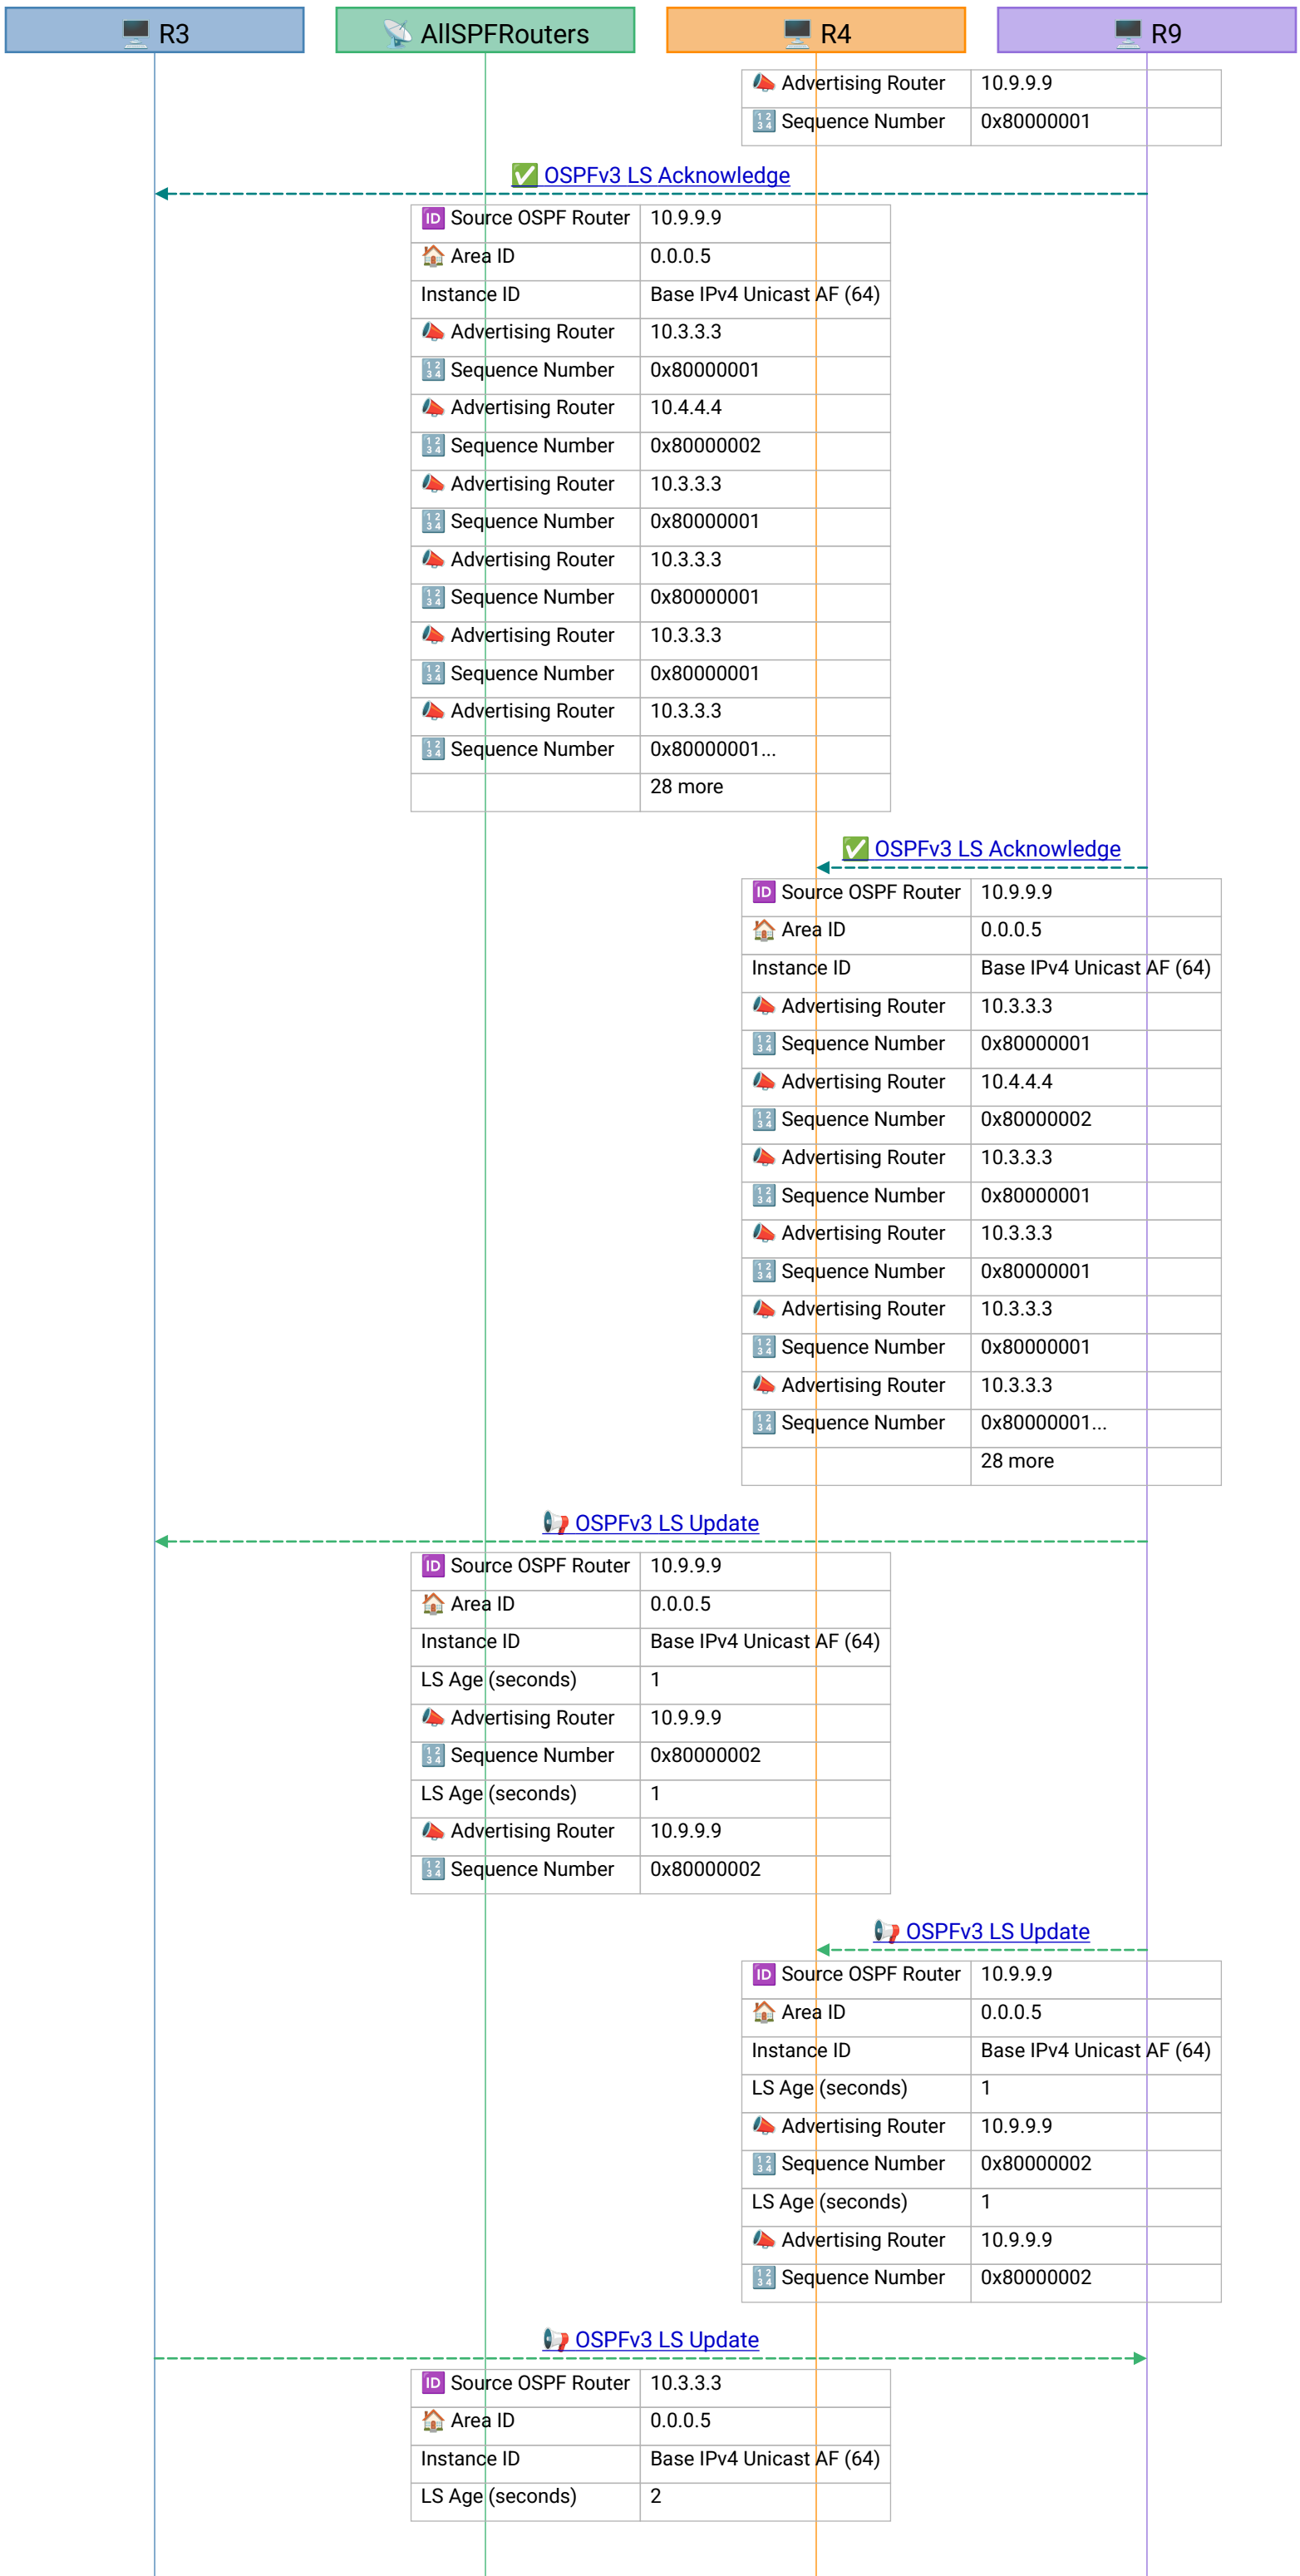 R3 AllSPFRouters R4 R9
Advertising Router 10.9.9.9
Sequence Number 0x80000001
OSPFv3 LS Acknowledge
Source OSPF Router 10.9.9.9
Area ID 0.0.0.5
Instance ID Base IPv4 Unicast AF (64)
Advertising Router 10.3.3.3
Sequence Number 0x80000001
Advertising Router 10.4.4.4
Sequence Number 0x80000002
Advertising Router 10.3.3.3
Sequence Number 0x80000001
Advertising Router 10.3.3.3
Sequence Number 0x80000001
Advertising Router 10.3.3.3
Sequence Number 0x80000001
Advertising Router 10.3.3.3
Sequence Number 0x80000001...
28 more
OSPFv3 LS Acknowledge
Source OSPF Router 10.9.9.9
Area ID 0.0.0.5
Instance ID Base IPv4 Unicast AF (64)
Advertising Router 10.3.3.3
Sequence Number 0x80000001
Advertising Router 10.4.4.4
Sequence Number 0x80000002
Advertising Router 10.3.3.3
Sequence Number 0x80000001
Advertising Router 10.3.3.3
Sequence Number 0x80000001
Advertising Router 10.3.3.3
Sequence Number 0x80000001
Advertising Router 10.3.3.3
Sequence Number 0x80000001...
28 more
OSPFv3 LS Update
Source OSPF Router 10.9.9.9
Area ID 0.0.0.5
Instance ID Base IPv4 Unicast AF (64)
LS Age (seconds) 1
Advertising Router 10.9.9.9
Sequence Number 0x80000002
LS Age (seconds) 1
Advertising Router 10.9.9.9
Sequence Number 0x80000002
OSPFv3 LS Update
Source OSPF Router 10.9.9.9
Area ID 0.0.0.5
Instance ID Base IPv4 Unicast AF (64)
LS Age (seconds) 1
Advertising Router 10.9.9.9
Sequence Number 0x80000002
LS Age (seconds) 1
Advertising Router 10.9.9.9
Sequence Number 0x80000002
OSPFv3 LS Update
Source OSPF Router 10.3.3.3
Area ID 0.0.0.5
Instance ID Base IPv4 Unicast AF (64)
LS Age (seconds) 2